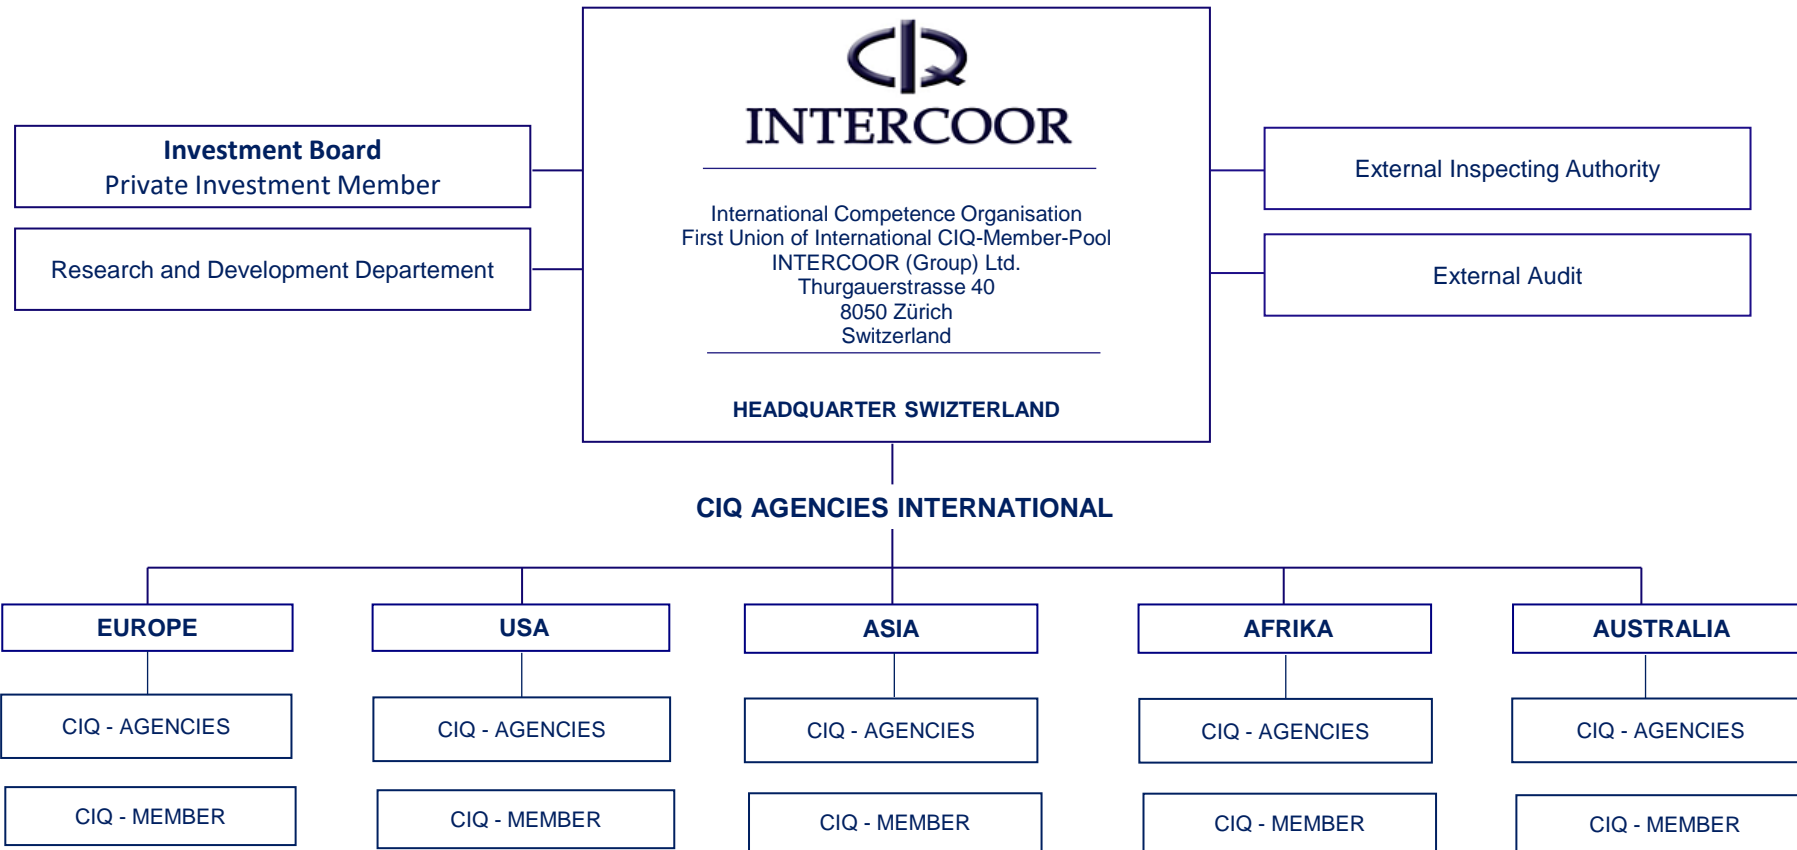 CIQ
INTERCOOR
Investment Board
Private Investment Member
Research and Development Departement
International Competence Organisation
First Union of International CIQ-Member-Pool
INTERCOOR (Group) Ltd.
Thurgauerstrasse 40
8050 Zürich
Switzerland
HEADQUARTER SWIZTERLAND
External Inspecting Authority
External Audit
CIQ AGENCIES INTERNATIONAL
EUROPE
USA
ASIA
AFRIKA
AUSTRALIA
CIQ - AGENCIES
CIQ - AGENCIES
CIQ - AGENCIES
CIQ - AGENCIES
CIQ - AGENCIES
CIQ - MEMBER
CIQ - MEMBER
CIQ - MEMBER
CIQ - MEMBER
CIQ - MEMBER